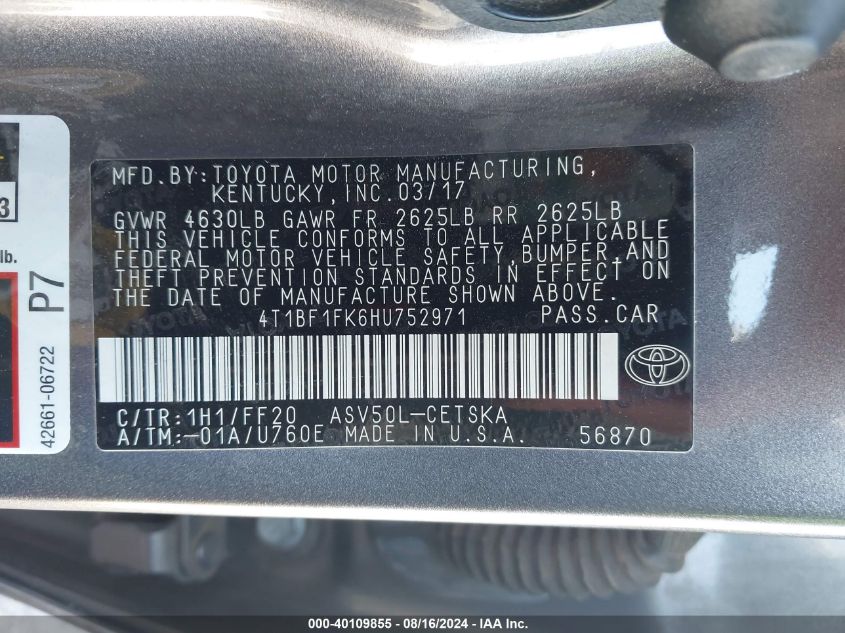 MFD.BY:TOYOTA MOTOR MANUFACTURING,
KENTUCKY,INC.03/17
GVWR 4630LB GAWR FR 2625LB RR 2625LB
THIS VEHICLE CONFORMS TO ALL APPLICABLE
FEDERAL MOTOR VEHICLE SAFETY,BUMPER,AND
THEFT PREVENTION STANDARDS IN EFFECT ON
THE DATE OF MANUFACTURE SHOWN ABOVE.
4T1BF1FK6HU752971 PASS.CAR
C/TR:1H1/FF20 ASV50L-CETSKA
A/TM:-01A/U760E MADE IN U.S.A. 56870
3
lb.
P7
42661-06722
000-40109855 - 08/16/2024 - IAA Inc.